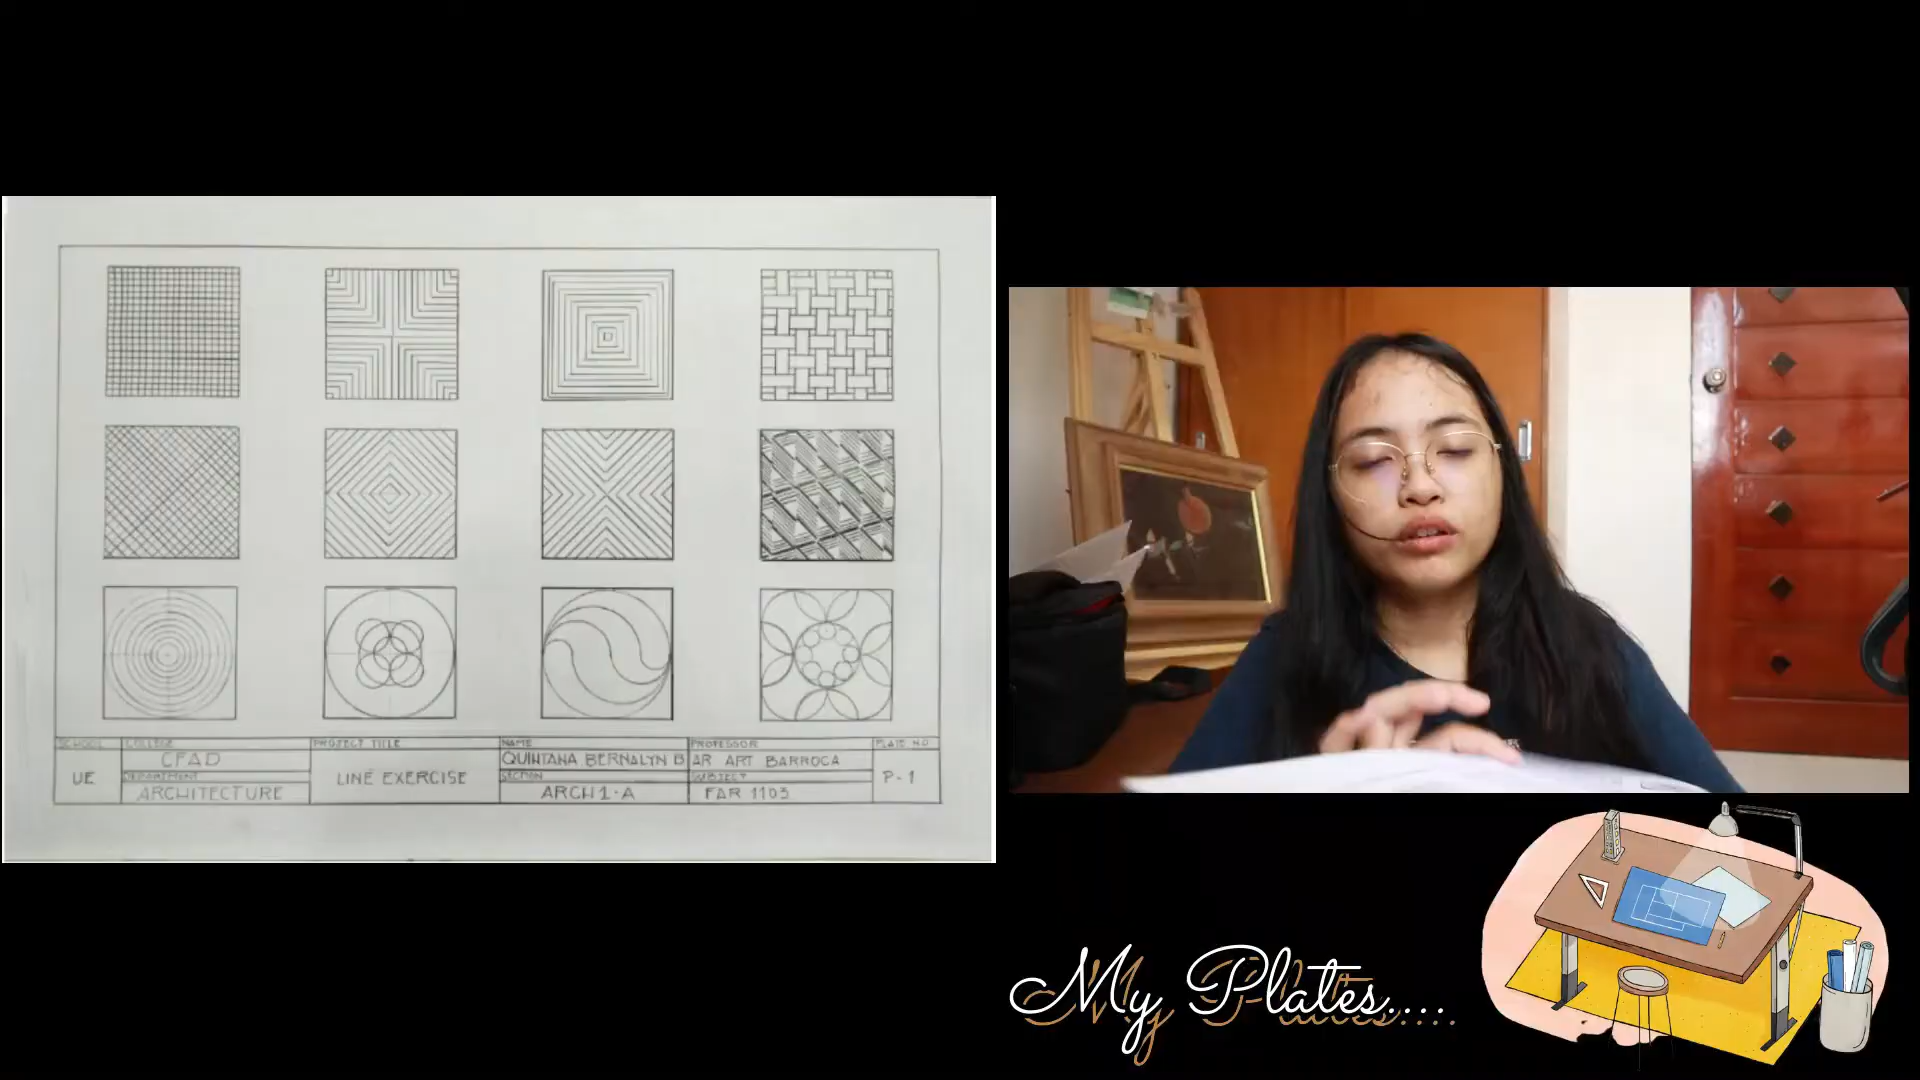 SCHOOL
UE
COLLEGE
CFAD
DEPARTMENT
ARCHITECTURE
PROJECT TITLE
LINE EXERCISE
NAME
QUINTANA BERNALYN B
SECTION
ARCH 1-A
PROFESSOR
AR ART BARROCA
SUBJECT
FAR 1103
PLATE NO
P-1
My Plates....